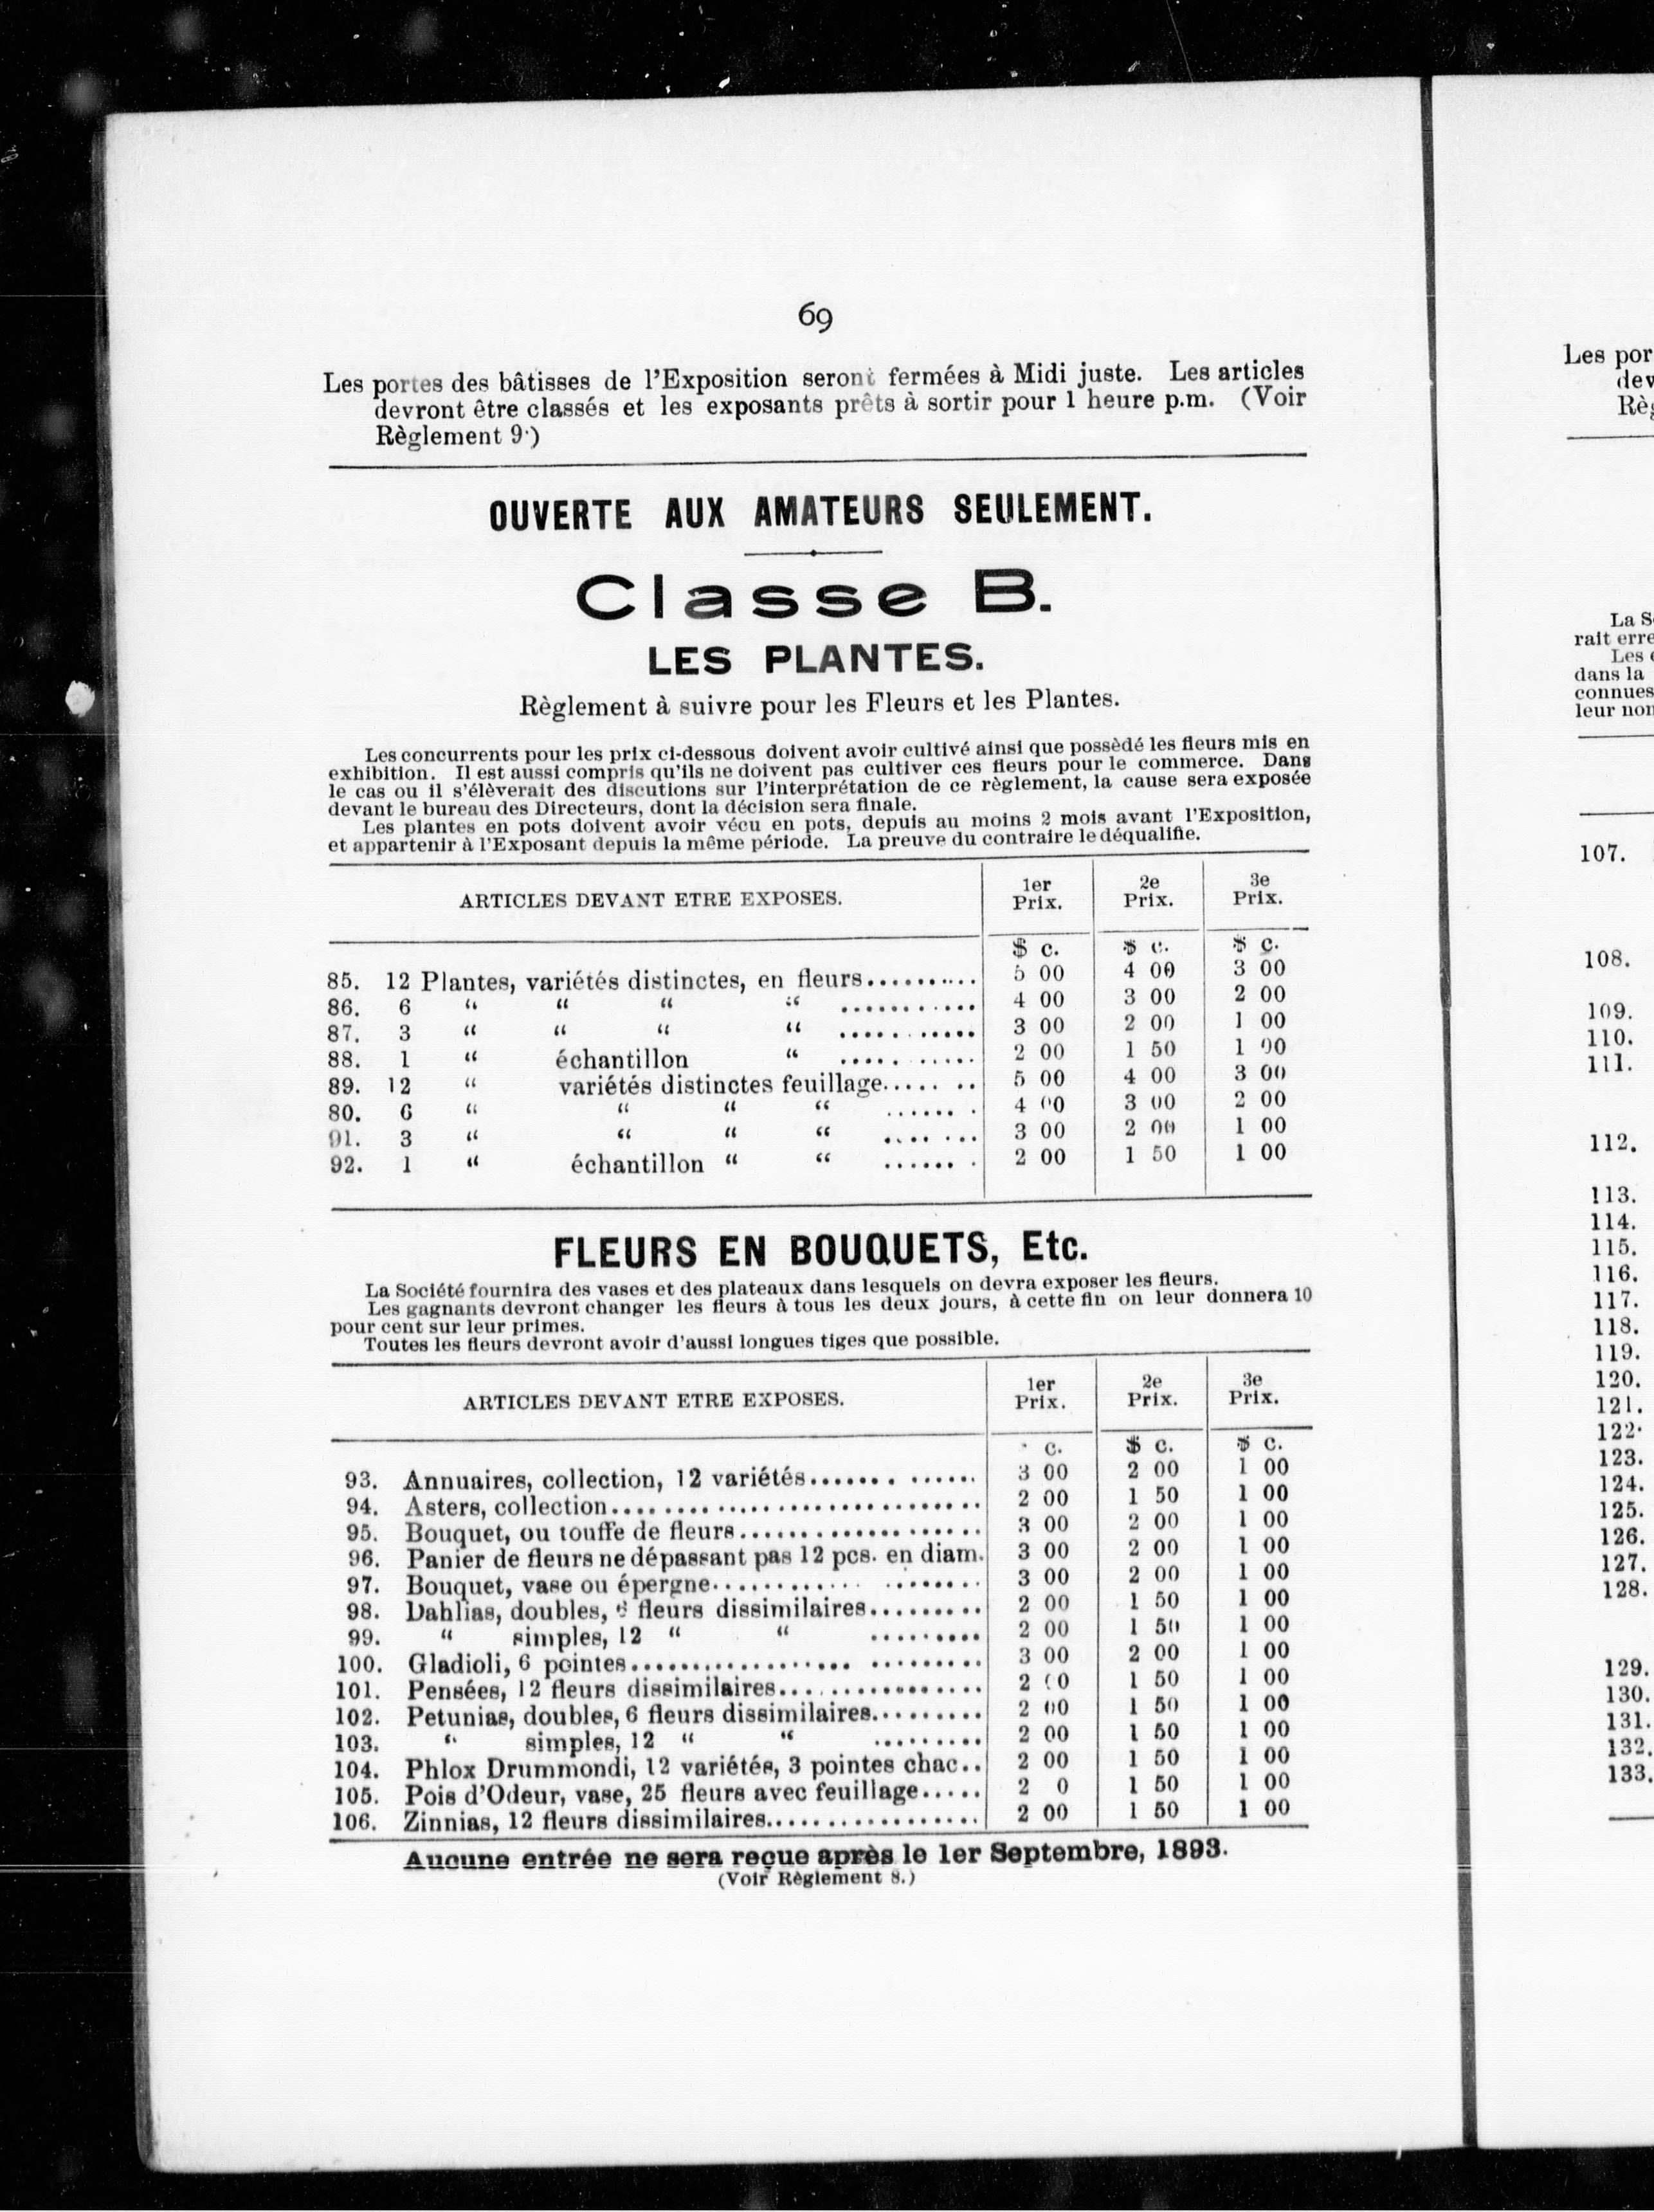 69
Les portes des bâtisses de l'Exposition seront fermées à Midi juste. Les articles
devront être classés et les exposants prêts à sortir pour 1 heure p.m. (Voir
Règlement 9.)
OUVERTE AUX AMATEURS SEULEMENT.
Classe B.
LES PLANTES.
Règlement à suivre pour les Fleurs et les Plantes.
Les concurrents pour les prix ci-dessous doivent avoir cultivé ainsi que possèdé les fleurs mis en
exhibition. Il est aussi compris qu'ils ne doivent pas cultiver ces fleurs pour le commerce. Dans
le cas ou il s'élèverait des discutions sur l'interprétation de ce règlement, la cause sera exposée
devant le bureau des Directeurs, dont la décision sera finale.
Les plantes en pots doivent avoir vécu en pots, depuis au moins 2 mois avant l'Exposition,
et appartenir à l'Exposant depuis la même période. La preuve du contraire le déqualifie.
ARTICLES DEVANT ETRE EXPOSES. 1er Prix. 2e Prix. 3e Prix.
$ c. $ c. $ c.
85. 12 Plantes, variétés distinctes, en fleurs.......... 5 00 4 00 3 00
86. 6 “ “ “ “ ............ 4 00 3 00 2 00
87. 3 “ “ “ “ ............ 3 00 2 00 1 00
88. 1 “ échantillon “ ........... 2 00 1 50 1 00
89. 12 “ variétés distinctes feuillage..... .. 5 00 4 00 3 00
80. 6 “ “ “ “ ...... . 4 00 3 00 2 00
91. 3 “ “ “ “ .... ... 3 00 2 00 1 00
92. 1 “ échantillon “ “ ...... . 2 00 1 50 1 00
FLEURS EN BOUQUETS, Etc.
La Société fournira des vases et des plateaux dans lesquels on devra exposer les fleurs.
Les gagnants devront changer les fleurs à tous les deux jours, à cette fin on leur donnera 10
pour cent sur leur primes.
Toutes les fleurs devront avoir d'aussi longues tiges que possible.
ARTICLES DEVANT ETRE EXPOSES. 1er Prix. 2e Prix. 3e Prix.
c. $ c. $ c.
93. Annuaires, collection, 12 variétés....... ...... 3 00 2 00 1 00
94. Asters, collection.................................. 2 00 1 50 1 00
95. Bouquet, ou touffe de fleurs...................... 3 00 2 00 1 00
96. Panier de fleurs ne dépassant pas 12 pcs. en diam. 3 00 2 00 1 00
97. Bouquet, vase ou épergne............ ........ 3 00 2 00 1 00
98. Dahlias, doubles, fleurs dissimilaires......... 2 00 1 50 1 00
99. “ simples, 12 “ “ ......... 2 00 1 50 1 00
100. Gladioli, 6 pointes................... ......... 3 00 2 00 1 00
101. Pensées, 12 fleurs dissimilaires................. 2 00 1 50 1 00
102. Petunias, doubles, 6 fleurs dissimilaires......... 2 00 1 50 1 00
103. “ simples, 12 “ “ ......... 2 00 1 50 1 00
104. Phlox Drummondi, 12 variétés, 3 pointes chac.. 2 00 1 50 1 00
105. Pois d'Odeur, vase, 25 fleurs avec feuillage..... 2 0 1 50 1 00
106. Zinnias, 12 fleurs dissimilaires................. 2 00 1 50 1 00
Aucune entrée ne sera reçue après le 1er Septembre, 1893.
(Voir Règlement 8.)
Les por
dev
Règ
La S
rait erre
Les
dans la
connues
leur non
107.
108.
109.
110.
111.
112.
113.
114.
115.
116.
117.
118.
119.
120.
121.
122.
123.
124.
125.
126.
127.
128.
129.
130.
131.
132.
133.